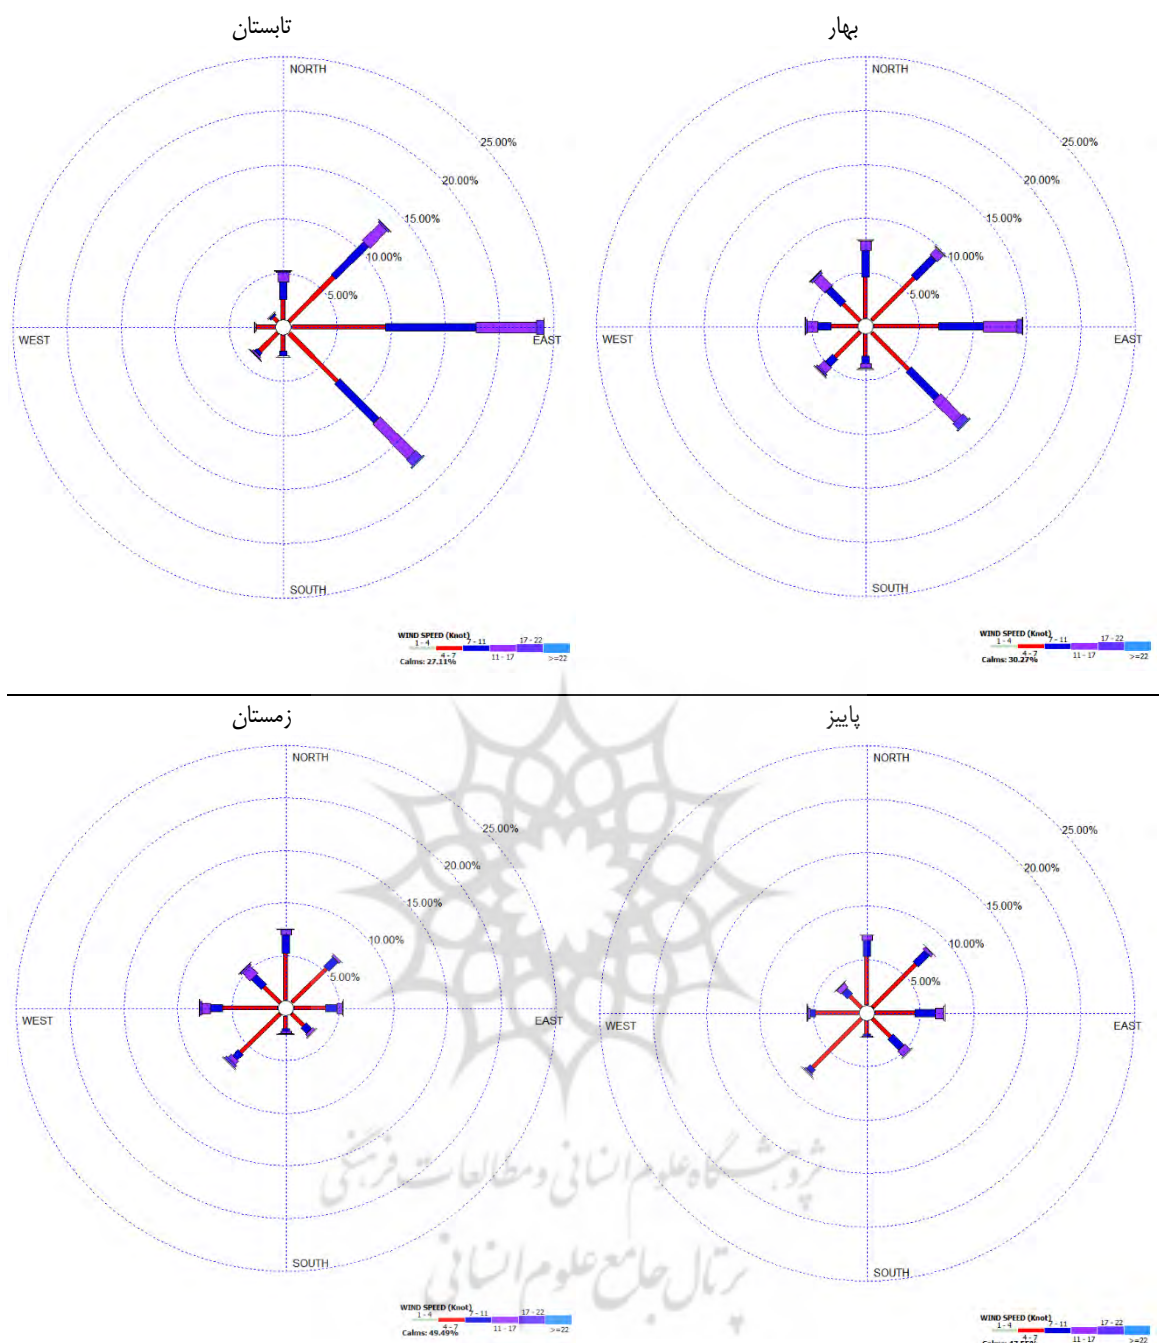 تابستان
NORTH
25.00%
20.00%
15.00%
10.00%
5.00%
WEST
EAST
SOUTH
WIND SPEED (Knot)
1 - 4
7 - 11
17 - 22
4 - 7
11 - 17
>=22
Calms: 27.11%
بهار
NORTH
25.00%
20.00%
15.00%
10.00%
5.00%
WEST
EAST
SOUTH
WIND SPEED (Knot)
1 - 4
7 - 11
17 - 22
4 - 7
11 - 17
>=22
Calms: 30.27%
زمستان
NORTH
25.00%
20.00%
15.00%
10.00%
5.00%
WEST
EAST
SOUTH
WIND SPEED (Knot)
1 - 4
7 - 11
17 - 22
4 - 7
11 - 17
>=22
Calms: 49.49%
پاییز
NORTH
25.00%
20.00%
15.00%
10.00%
5.00%
WEST
EAST
SOUTH
WIND SPEED (Knot)
1 - 4
7 - 11
17 - 22
4 - 7
11 - 17
>=22
پژوهشگاه علوم انسانی و مطالعات فرهنگی
پرتال جامع علوم انسانی